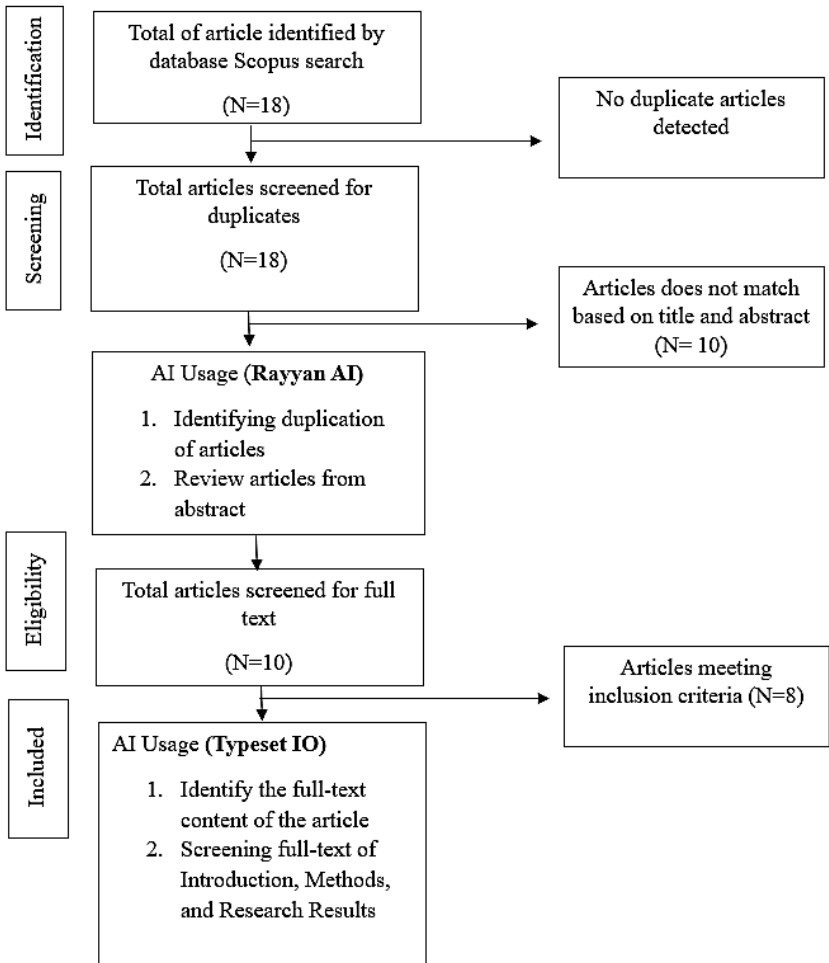 Identification
Total of article identified by
database Scopus search
(N=18)
No duplicate articles
detected
Screening
Total articles screened for
duplicates
(N=18)
Articles does not match
based on title and abstract
(N= 10)
AI Usage (Rayyan AI)
1. Identifying duplication
of articles
2. Review articles from
abstract
Eligibility
Total articles screened for full
text
(N=10)
Articles meeting
inclusion criteria (N=8)
Included
AI Usage (Typeset IO)
1. Identify the full-text
content of the article
2. Screening full-text of
Introduction, Methods,
and Research Results